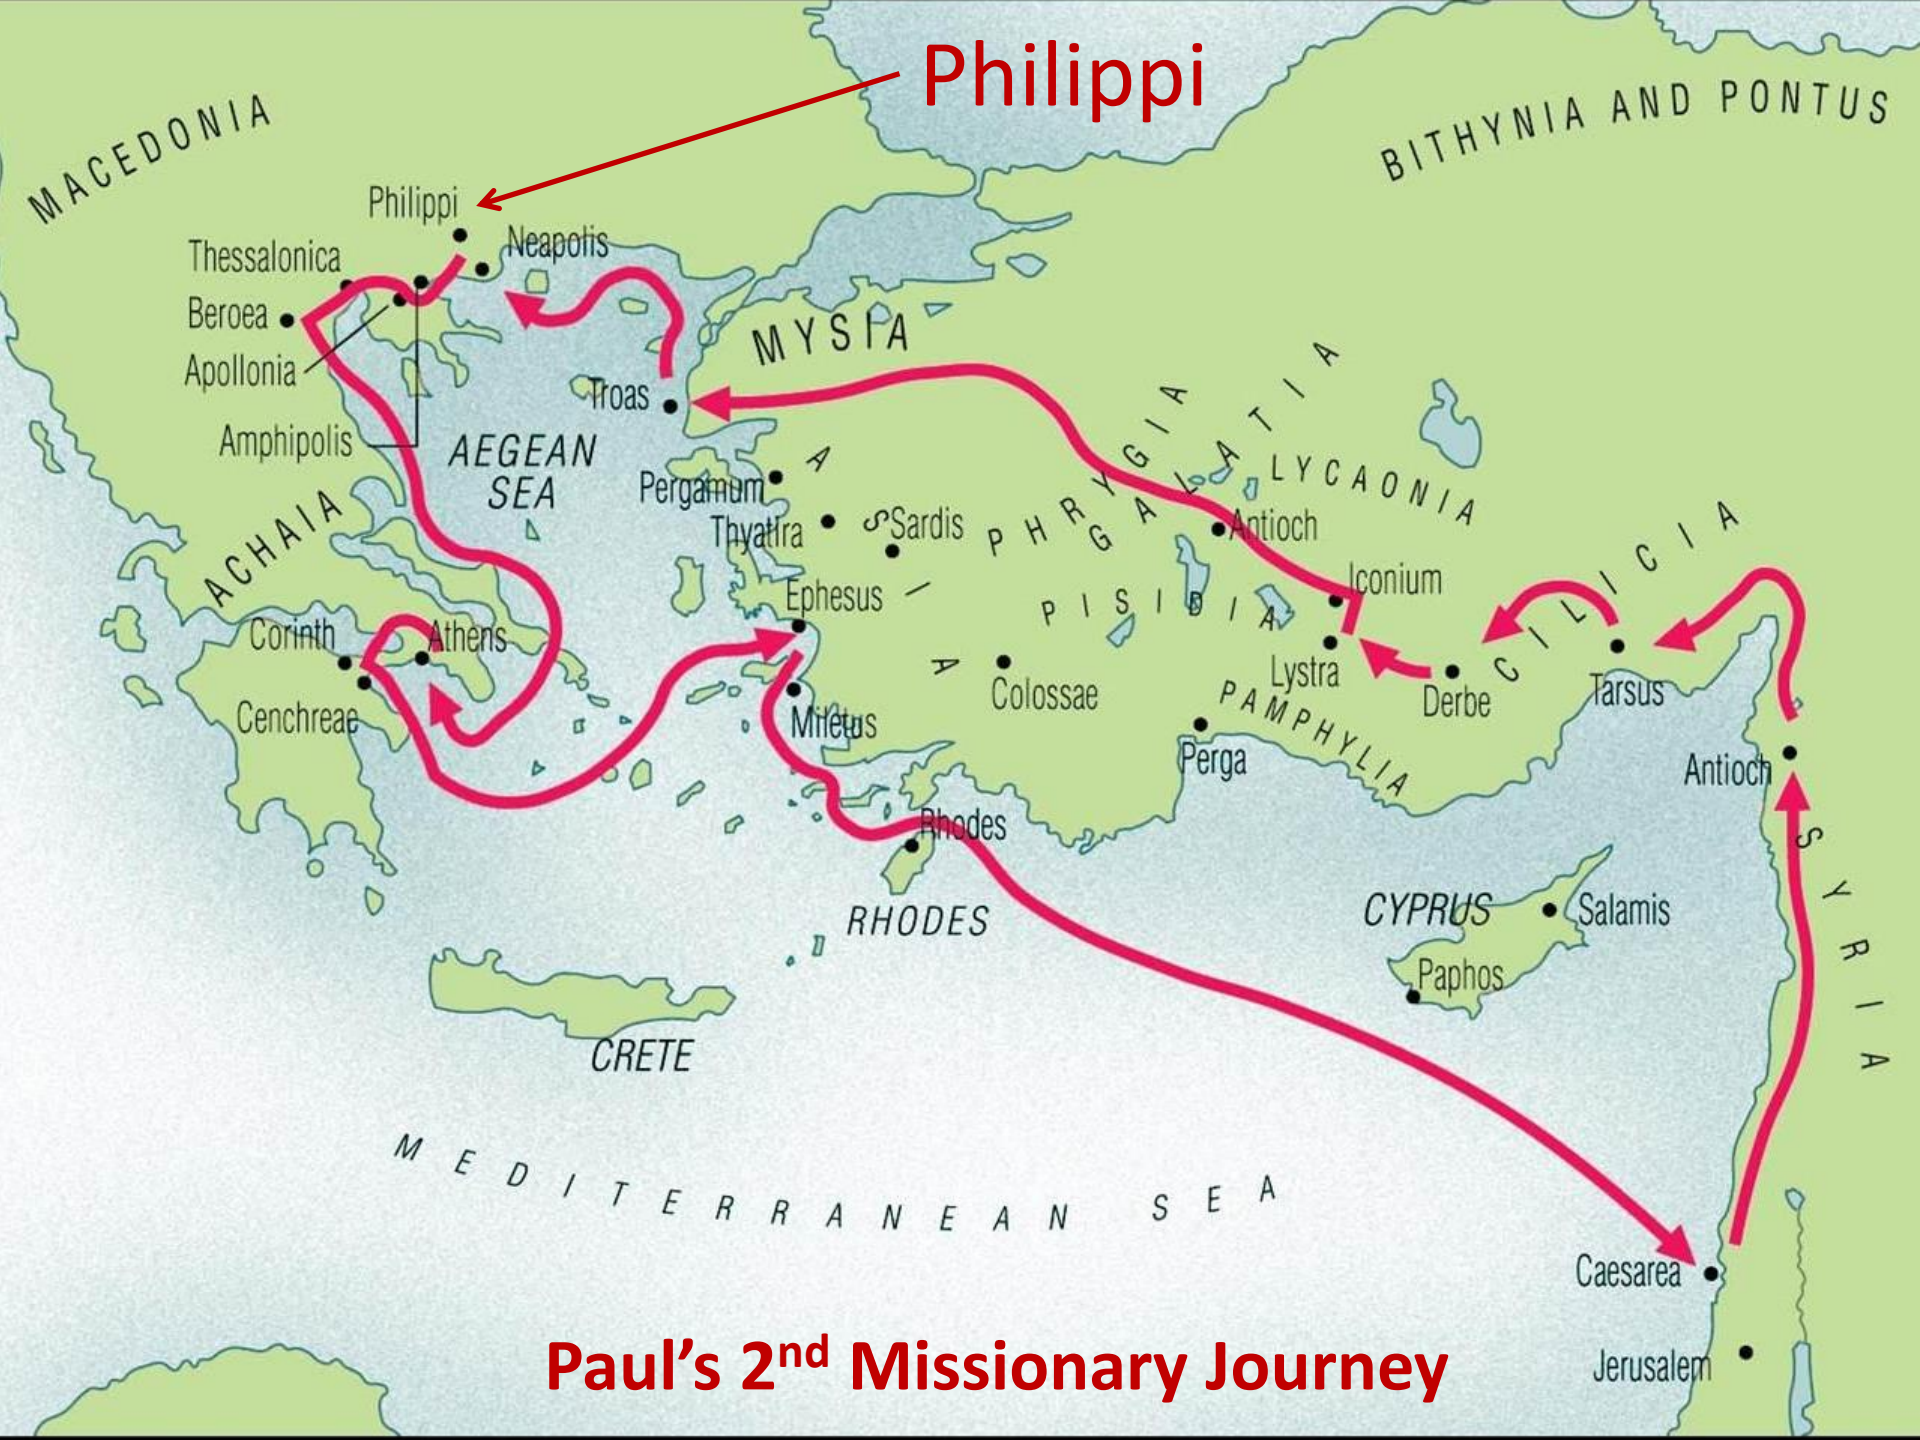 Philippi
BITHYNIA AND PONTUS
MACEDONIA
Philippi
Neapolis
Thessalonica
Beroea
MYSIA
Apollonia
Troas
Amphipolis
AEGEAN
SEA
PHRYGIA
GALATIA
LYCAONIA
Pergamum
Thyatira
Sardis
ASIA
ACHAIA
Antioch
CILICIA
Iconium
Ephesus
PISIDIA
Corinth
Athens
Lystra
Colossae
Derbe
Tarsus
Cenchreae
Miletus
PAMPHYLIA
Perga
Antioch
Rhodes
SYRIA
RHODES
CYPRUS
Salamis
Paphos
CRETE
MEDITERRANEAN SEA
Caesarea
Jerusalem
Paul’s 2nd Missionary Journey